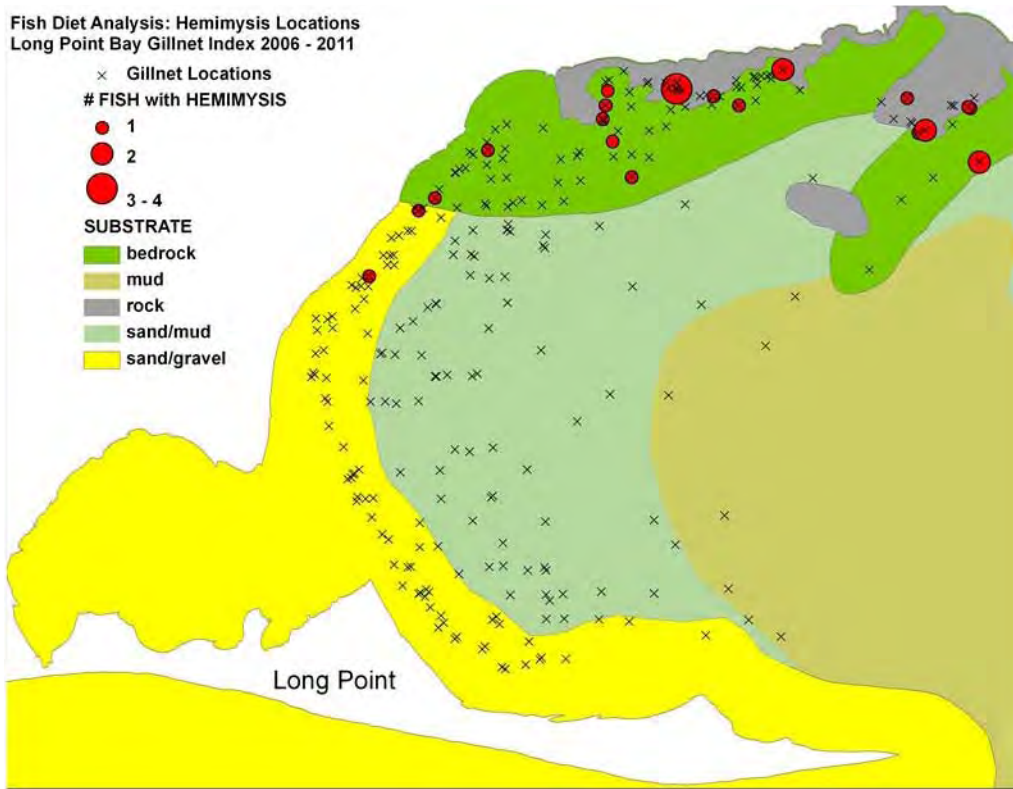 Fish Diet Analysis: Hemimysis Locations
Long Point Bay Gillnet Index 2006 - 2011
Gillnet Locations
# FISH with HEMIMYSIS
1
2
3 - 4
SUBSTRATE
bedrock
mud
rock
sand/mud
sand/gravel
Long Point